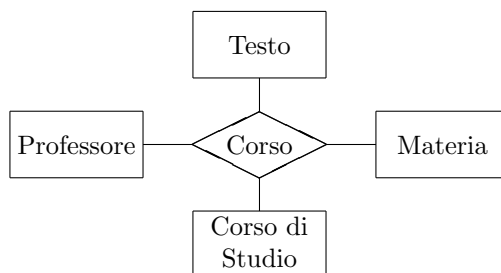 Testo
Professore
Corso
Materia
Corso di
Studio